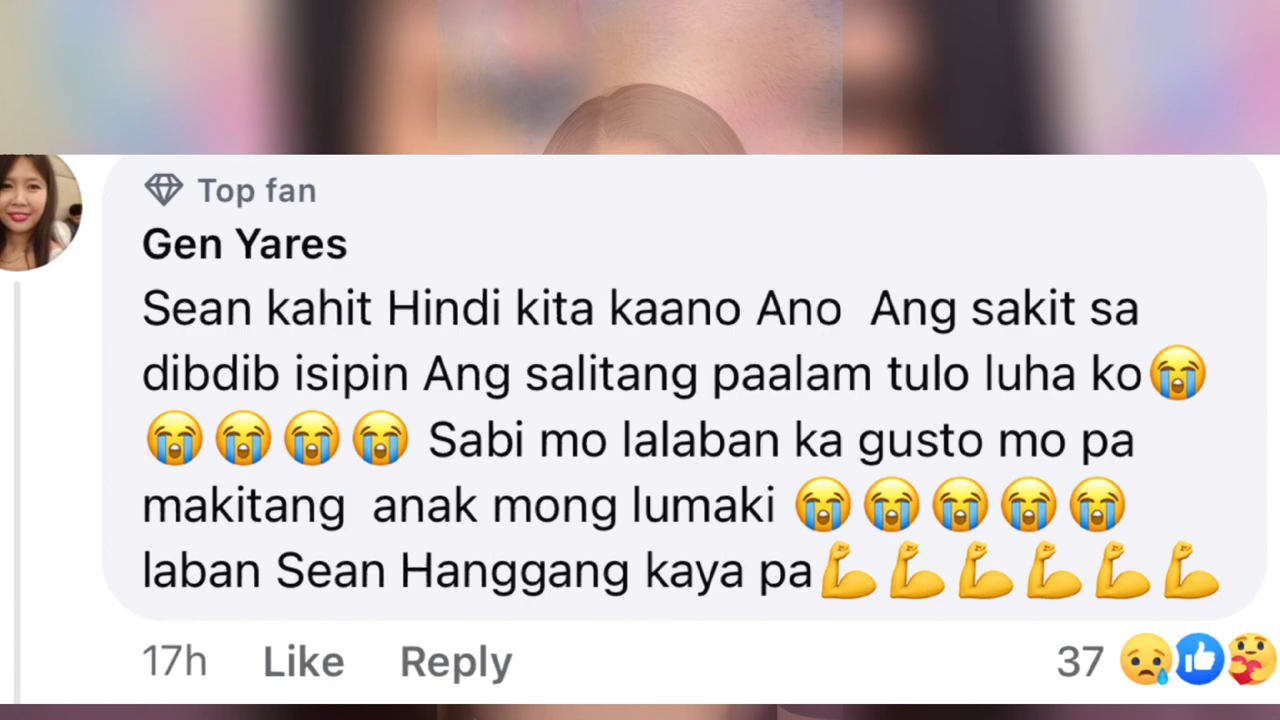 Top fan
Gen Yares
Sean kahit Hindi kita kaano Ano  Ang sakit sa
dibdib isipin Ang salitang paalam tulo luha ko😭
😭😭😭😭 Sabi mo lalaban ka gusto mo pa
makitang  anak mong lumaki 😭😭😭😭😭
laban Sean Hanggang kaya pa💪💪💪💪💪💪
17h Like Reply 37